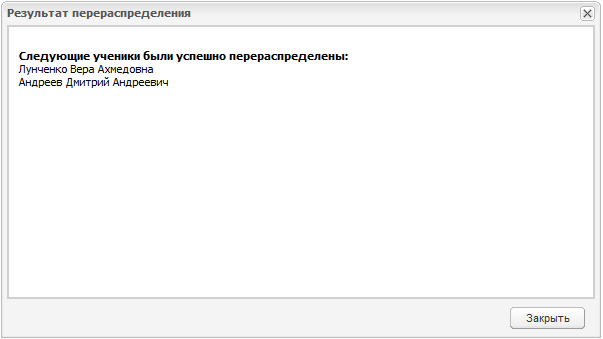 Результат перераспределения
Следующие ученики были успешно перераспределены:
Лунченко Вера Ахмедовна
Андреев Дмитрий Андреевич
Закрыть